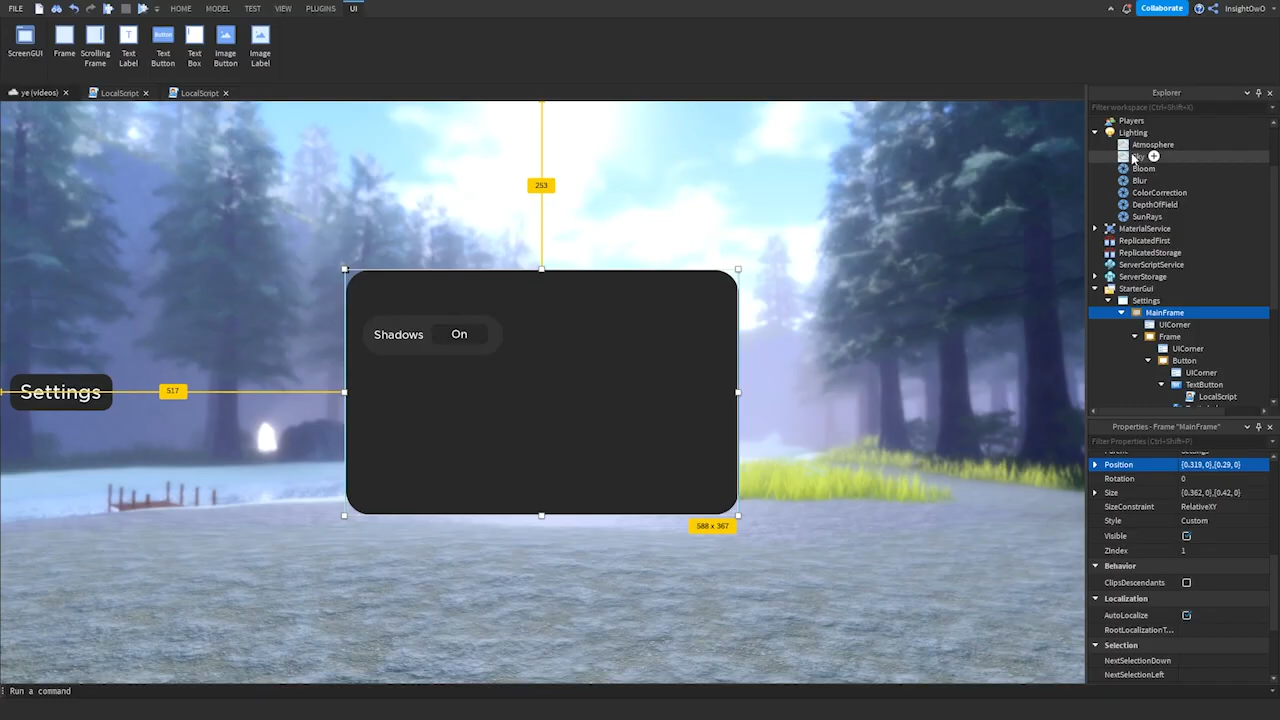 FILE
HOME
MODEL
TEST
VIEW
PLUGINS
UI
Collaborate
InsightOwO
ScreenGUI
Frame
Scrolling Frame
Text Label
Text Button
Button
Text Box
Image Button
Image Label
ye (videos)
LocalScript
LocalScript
Explorer
Filter workspace (Ctrl+Shift+X)
Players
Lighting
Atmosphere
Bloom
Blur
ColorCorrection
DepthOfField
SunRays
MaterialService
ReplicatedFirst
ReplicatedStorage
ServerScriptService
ServerStorage
StarterGui
Settings
MainFrame
UICorner
Frame
UICorner
Button
UICorner
TextButton
LocalScript
253
517
588 x 367
Settings
Shadows
On
Properties - Frame "MainFrame"
Filter Properties (Ctrl+Shift+P)
Position {0.319, 0},{0.29, 0}
Rotation 0
Size {0.362, 0},{0.42, 0}
SizeConstraint RelativeXY
Style Custom
Visible
ZIndex 1
Behavior
ClipsDescendants
Localization
AutoLocalize
RootLocalizationT...
Selection
NextSelectionDown
NextSelectionLeft
Run a command